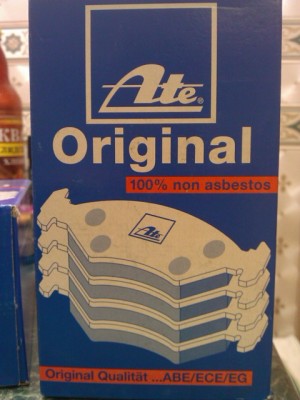 Ate®
Original
100% non asbestos
Ate
Original Qualität ...ABE/ECE/EG